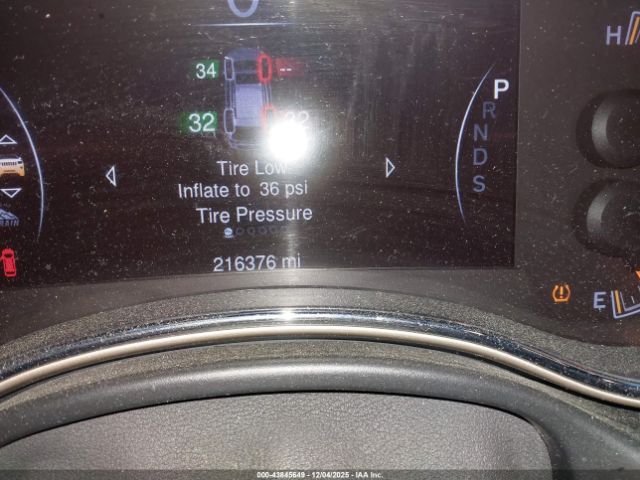 34 --
32
Tire Low
Inflate to 36 psi
Tire Pressure
216376 mi
P
R
N
D
S
H
E
000-43845649 - 12/04/2025 - IAA Inc.